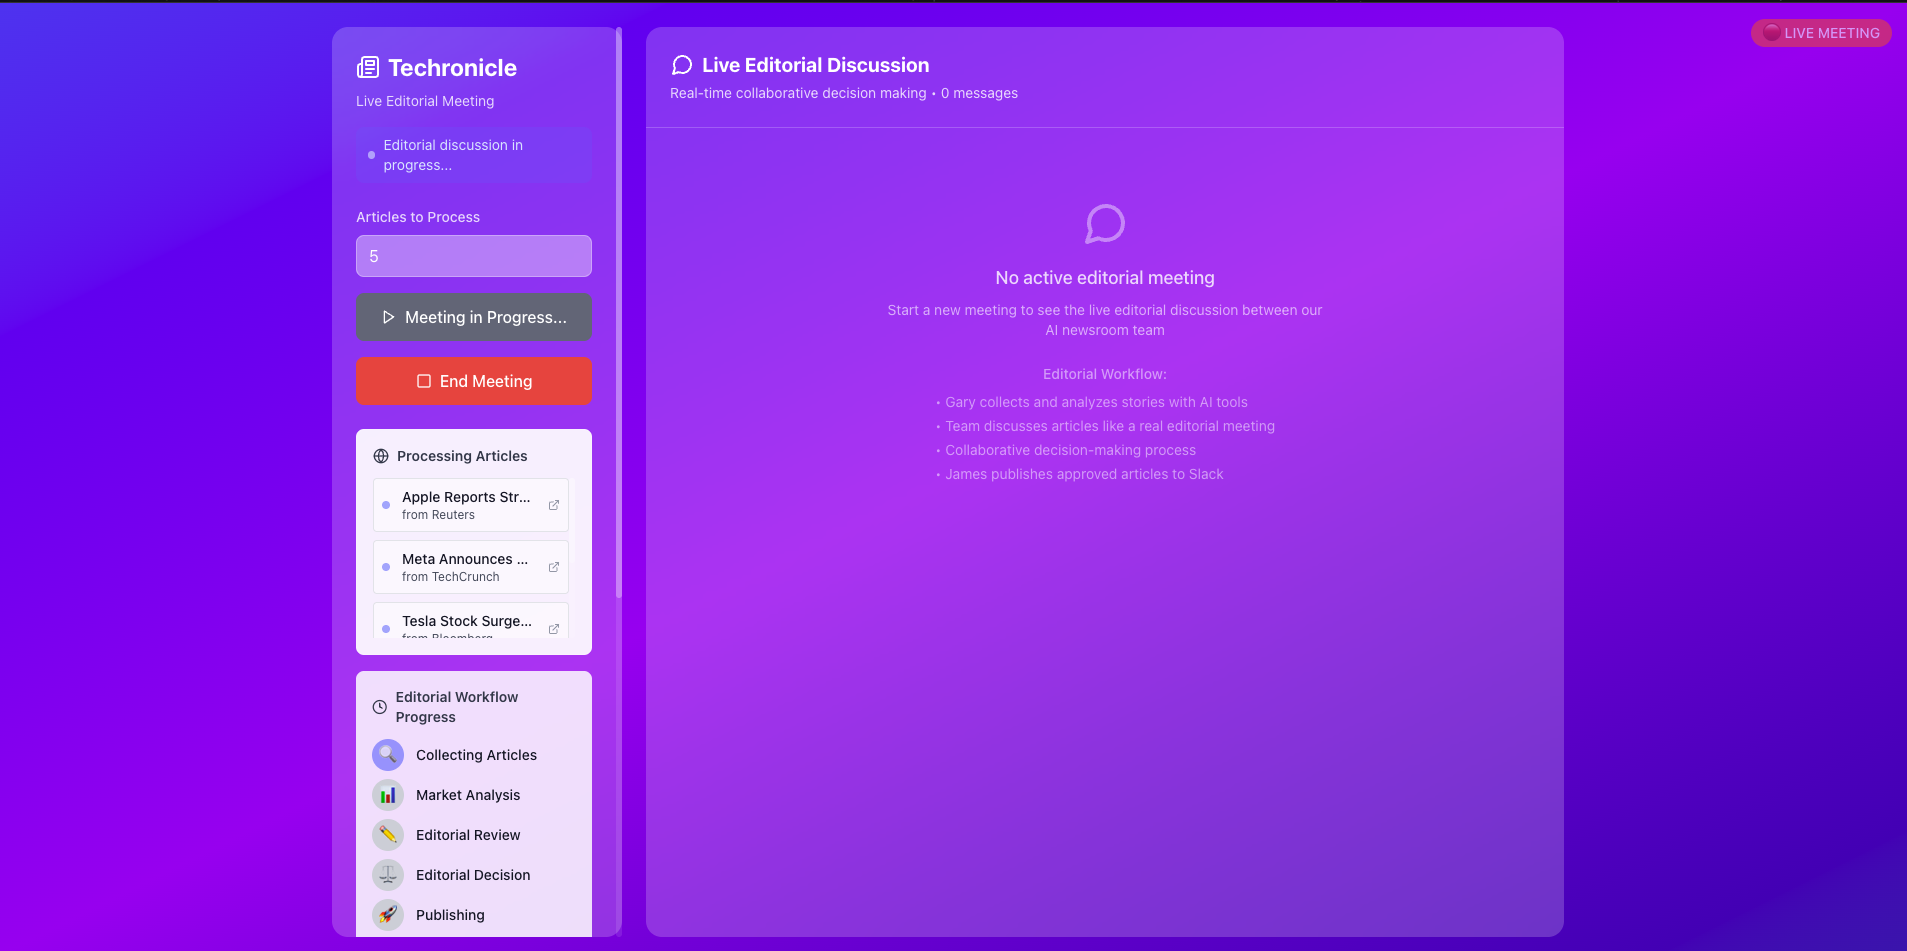 Techronicle
Live Editorial Meeting
Editorial discussion in
progress...
Articles to Process
5
Meeting in Progress...
End Meeting
Processing Articles
Apple Reports Str...
from Reuters
Meta Announces ...
from TechCrunch
Tesla Stock Surge...
from Bloomberg
Editorial Workflow
Progress
Collecting Articles
Market Analysis
Editorial Review
Editorial Decision
Publishing
Live Editorial Discussion
Real-time collaborative decision making • 0 messages
No active editorial meeting
Start a new meeting to see the live editorial discussion between our
AI newsroom team
Editorial Workflow:
• Gary collects and analyzes stories with AI tools
• Team discusses articles like a real editorial meeting
• Collaborative decision-making process
• James publishes approved articles to Slack
LIVE MEETING